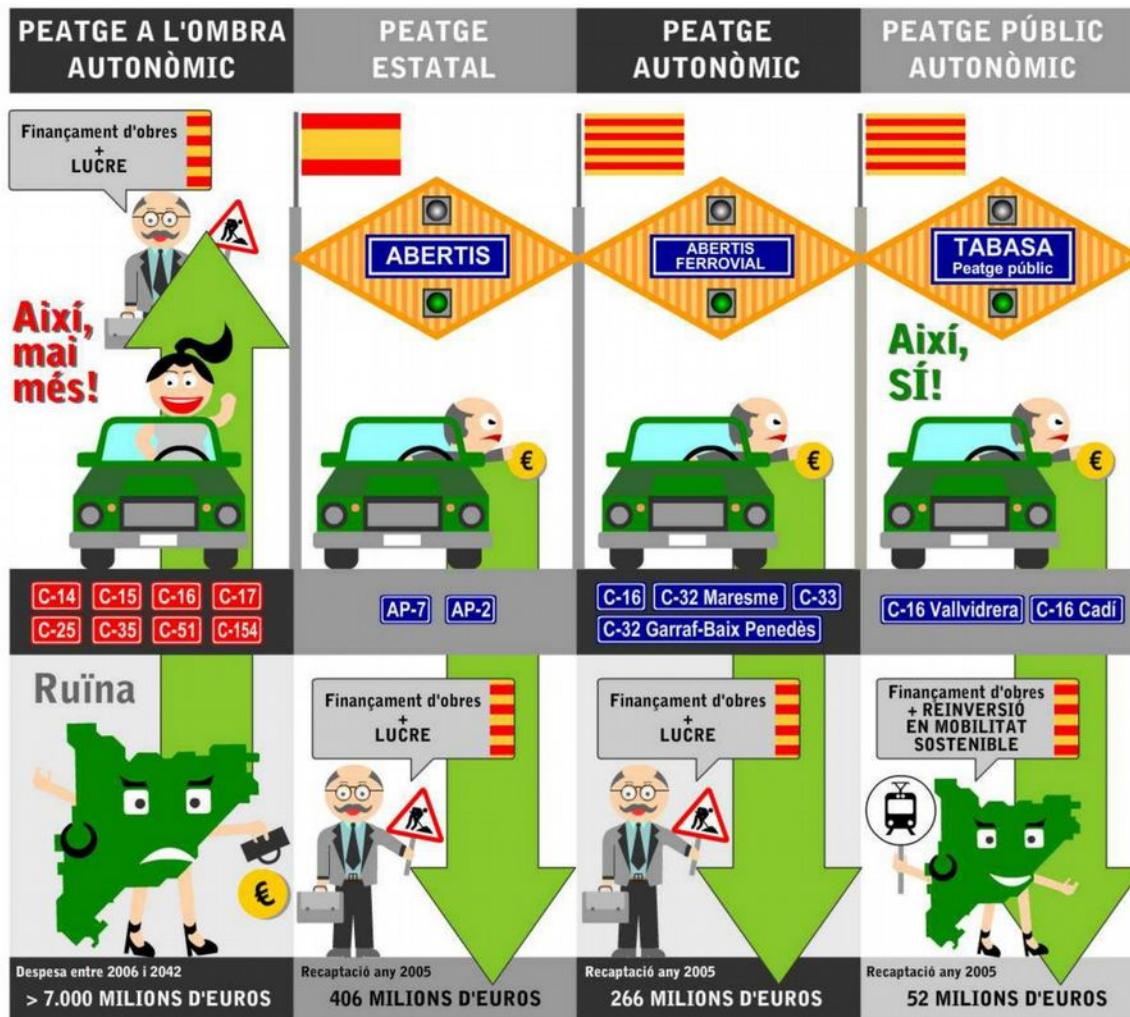 PEATGE A L'OMBRA
AUTONÒMIC
Finançament d'obres
+
LUCRE
Així,
mai
més!
C-14 C-15 C-16 C-17
C-25 C-35 C-51 C-154
Ruïna
€
Despesa entre 2006 i 2042
> 7.000 MILIONS D'EUROS
PEATGE
ESTATAL
ABERTIS
€
AP-7 AP-2
Finançament d'obres
+
LUCRE
Recaptació any 2005
406 MILIONS D'EUROS
PEATGE
AUTONÒMIC
ABERTIS
FERROVIAL
€
C-16 C-32 Maresme C-33
C-32 Garraf-Baix Penedès
Finançament d'obres
+
LUCRE
Recaptació any 2005
266 MILIONS D'EUROS
PEATGE PÚBLIC
AUTONÒMIC
TABASA
Peatge públic
Així,
SÍ!
€
C-16 Vallvidrera C-16 Cadí
Finançament d'obres
+ REINVERSIÓ
EN MOBILITAT
SOSTENIBLE
Recaptació any 2005
52 MILIONS D'EUROS